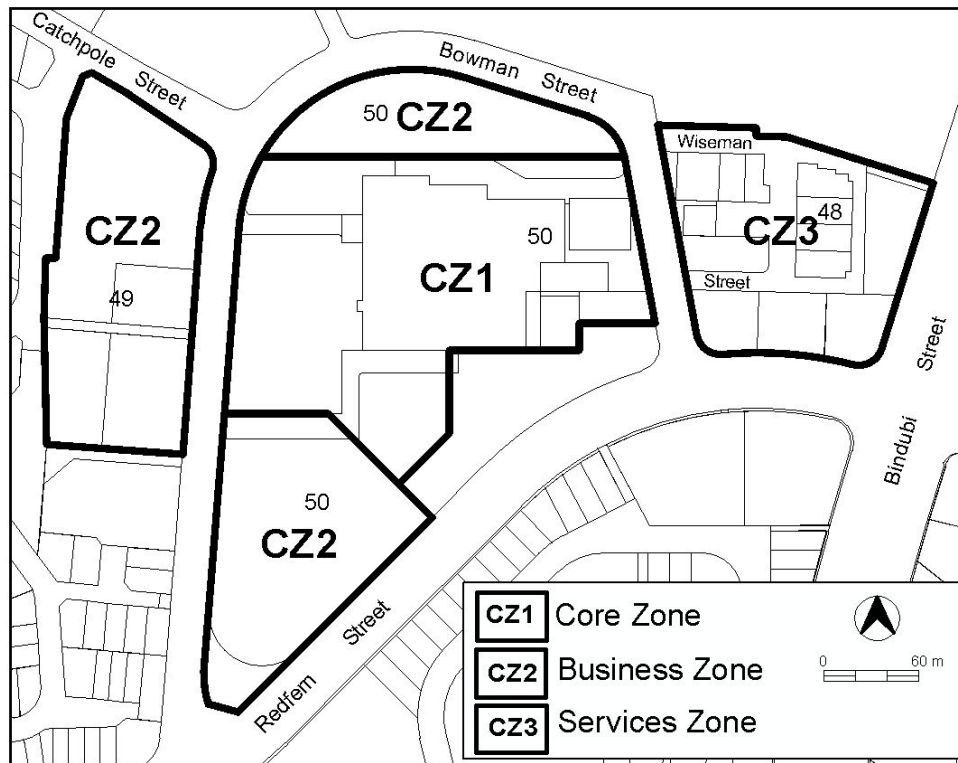 Catchpole Street
Bowman Street
50 CZ2
Wiseman
CZ2
48
CZ3
50
CZ1
Street
49
Bindubi Street
50
CZ2
Redfern Street
CZ1 Core Zone
CZ2 Business Zone
CZ3 Services Zone
0 60 m